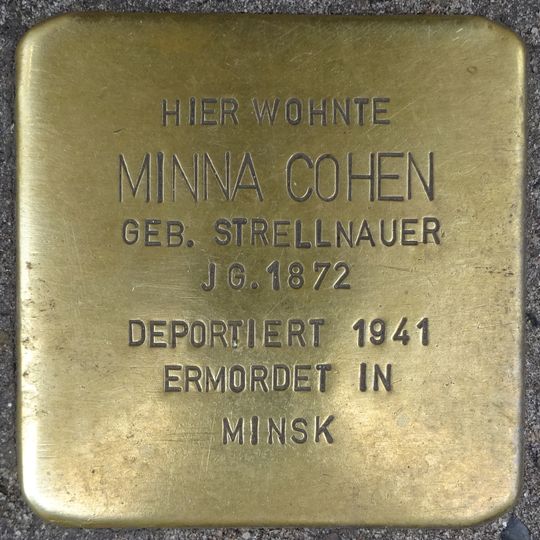 HIER WOHNTE
MINNA COHEN
GEB. STRELLNAUER
JG. 1872
DEPORTIERT 1941
ERMORDET IN
MINSK